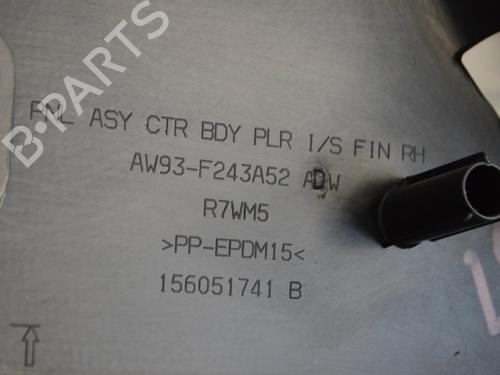 PNL ASY CTR BDY PLR I/S FIN RH
AW93-F243A52 ADW
R7WM5
>PP-EPDM15<
156051741 B
B-PARTS